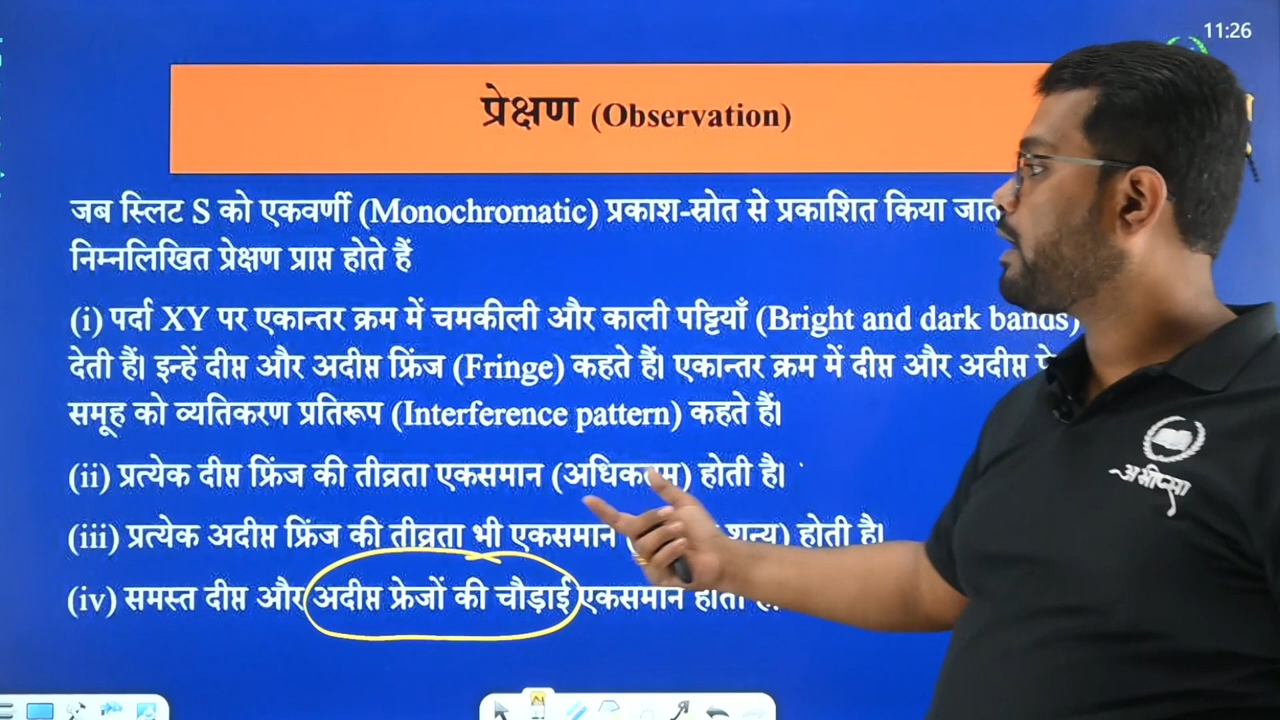 11:26
प्रेक्षण (Observation)
जब स्लिट S को एकवर्णी (Monochromatic) प्रकाश-स्रोत से प्रकाशित किया
निम्नलिखित प्रेक्षण प्राप्त होते हैं
(i) पर्दा XY पर एकान्तर क्रम में चमकीली और काली पट्टियाँ (Bright and dark bands)
देती हैं। इन्हें दीप्त और अदीप्त फ्रिंज (Fringe) कहते हैं। एकान्तर क्रम में दीप्त और अदीप्त
समूह को व्यतिकरण प्रतिरूप (Interference pattern) कहते हैं।
(ii) प्रत्येक दीप्त फ्रिंज की तीव्रता एकसमान (अधिकतम) होती है।
(iii) प्रत्येक अदीप्त फ्रिंज की तीव्रता भी एकसमान शून्य) होती है।
(iv) समस्त दीप्त और अदीप्त फ्रेजों की चौड़ाई एकसमान होती है।
अभीप्सा